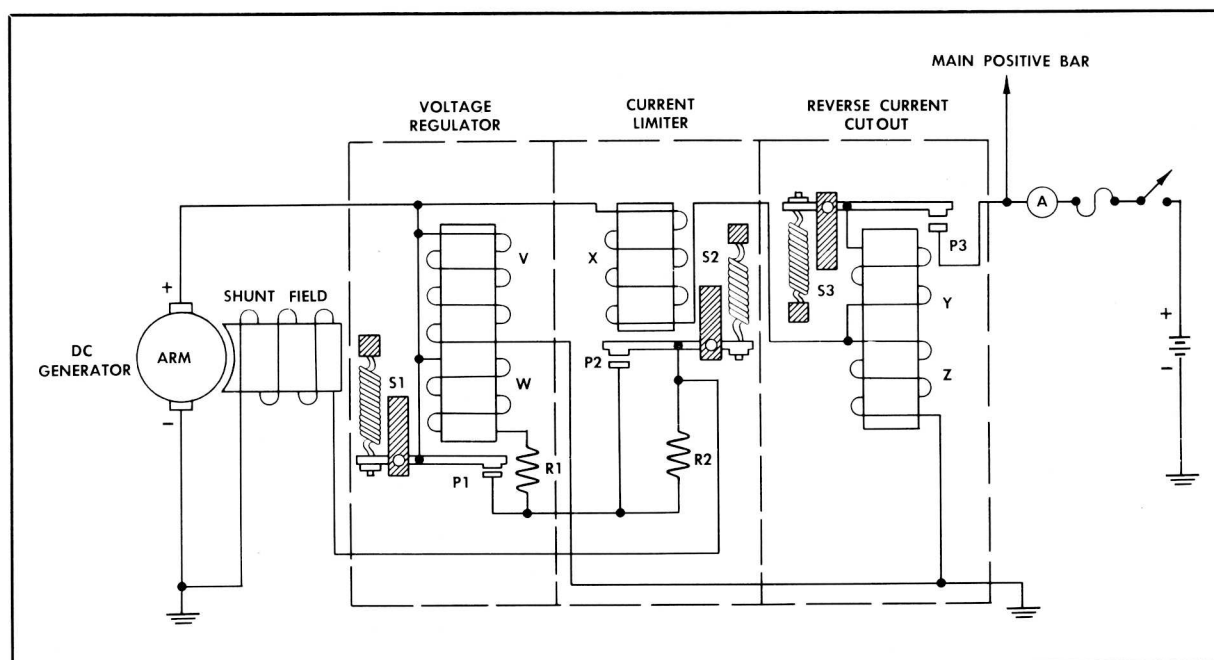 MAIN POSITIVE BAR
VOLTAGE
REGULATOR
CURRENT
LIMITER
REVERSE CURRENT
CUTOUT
A
V
X
S2
S3
P3
+
SHUNT FIELD
Y
+
DC
GENERATOR
ARM
P2
-
S1
W
Z
-
P1
R1
R2